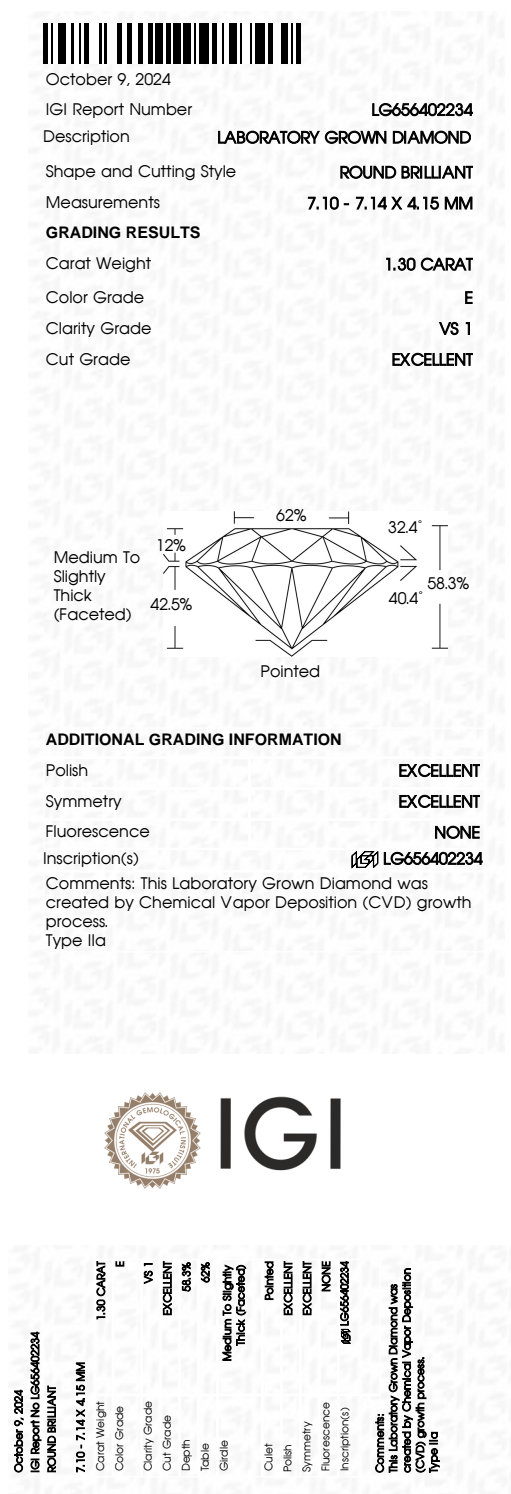 October 9, 2024
IGI Report Number LG656402234
Description LABORATORY GROWN DIAMOND
Shape and Cutting Style ROUND BRILLIANT
Measurements 7.10 - 7.14 X 4.15 MM
GRADING RESULTS
Carat Weight 1.30 CARAT
Color Grade E
Clarity Grade VS 1
Cut Grade EXCELLENT
62%
32.4°
12%
Medium To
Slightly
Thick
(Faceted)
58.3%
42.5%
40.4°
Pointed
ADDITIONAL GRADING INFORMATION
Polish EXCELLENT
Symmetry EXCELLENT
Fluorescence NONE
Inscription(s) IGI LG656402234
Comments: This Laboratory Grown Diamond was
created by Chemical Vapor Deposition (CVD) growth
process.
Type IIa
INTERNATIONAL GEMOLOGICAL INSTITUTE
IGI
1975
IGI
October 9, 2024
IGI Report No LG656402234
ROUND BRILLIANT
7.10 - 7.14 X 4.15 MM
Carat Weight 1.30 CARAT
Color Grade E
Clarity Grade VS 1
Cut Grade EXCELLENT
Depth 58.3%
Table 62%
Girdle Medium To Slightly
Thick (Faceted)
Culet Pointed
Polish EXCELLENT
Symmetry EXCELLENT
Fluorescence NONE
Inscription(s) IGI LG656402234
Comments:
This Laboratory Grown Diamond was
created by Chemical Vapor Deposition
(CVD) growth process.
Type IIa